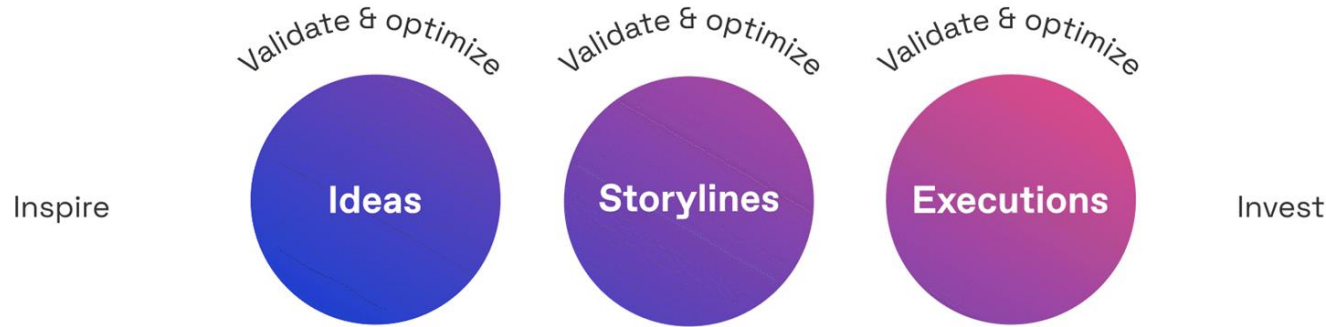 Validate & optimize
Validate & optimize
Validate & optimize
Inspire
Ideas
Storylines
Executions
Invest